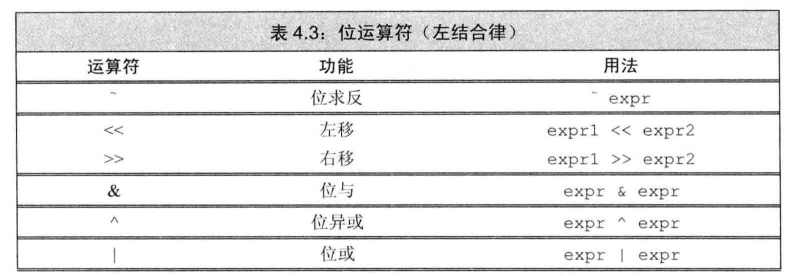 表 4.3：位运算符（左结合律）
运算符 功能 用法
~ 位求反 ~ expr
<< 左移 expr1 << expr2
>> 右移 expr1 >> expr2
& 位与 expr & expr
^ 位异或 expr ^ expr
| 位或 expr | expr